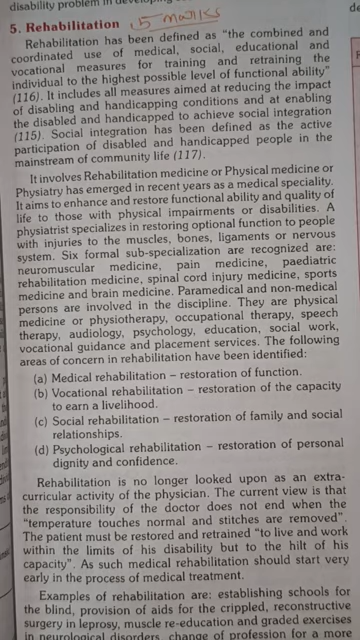 disability problem in developing
5. Rehabilitation 5 marks
Rehabilitation has been defined as "the combined and
coordinated use of medical, social, educational and
vocational measures for training and retraining the
individual to the highest possible level of functional ability"
(116). It includes all measures aimed at reducing the impact
of disabling and handicapping conditions and at enabling
the disabled and handicapped to achieve social integration
(115). Social integration has been defined as the active
participation of disabled and handicapped people in the
mainstream of community life (117).
It involves Rehabilitation medicine or Physical medicine or
Physiatry has emerged in recent years as a medical speciality.
It aims to enhance and restore functional ability and quality of
life to those with physical impairments or disabilities. A
physiatrist specializes in restoring optional function to people
with injuries to the muscles, bones, ligaments or nervous
system. Six formal sub-specialization are recognized are:
neuromuscular medicine, pain medicine, paediatric
rehabilitation medicine, spinal cord injury medicine, sports
medicine and brain medicine. Paramedical and non-medical
persons are involved in the discipline. They are physical
medicine or physiotherapy, occupational therapy, speech
therapy, audiology, psychology, education, social work,
vocational guidance and placement services. The following
areas of concern in rehabilitation have been identified:
(a) Medical rehabilitation – restoration of function.
(b) Vocational rehabilitation – restoration of the capacity
to earn a livelihood.
(c) Social rehabilitation – restoration of family and social
relationships.
(d) Psychological rehabilitation – restoration of personal
dignity and confidence.
Rehabilitation is no longer looked upon as an extra-
curricular activity of the physician. The current view is that
the responsibility of the doctor does not end when the
"temperature touches normal and stitches are removed".
The patient must be restored and retrained "to live and work
within the limits of his disability but to the hilt of his
capacity". As such medical rehabilitation should start very
early in the process of medical treatment.
Examples of rehabilitation are: establishing schools for
the blind, provision of aids for the crippled, reconstructive
surgery in leprosy, muscle re-education and graded exercises
in neurological disorders, change of profession for a more